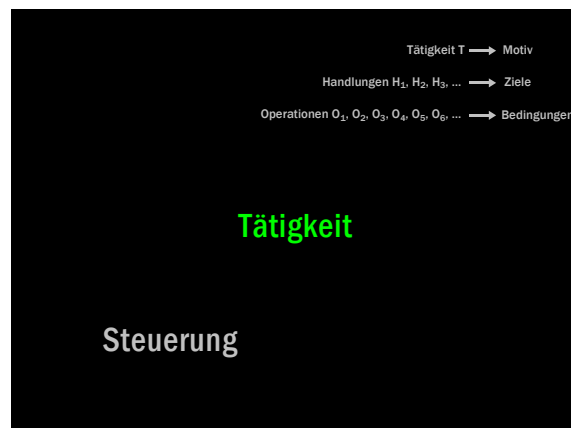 Tätigkeit T → Motiv
Handlungen H₁, H₂, H₃, ... → Ziele
Operationen O₁, O₂, O₃, O₄, O₅, O₆, ... → Bedingungen
Tätigkeit
Steuerung